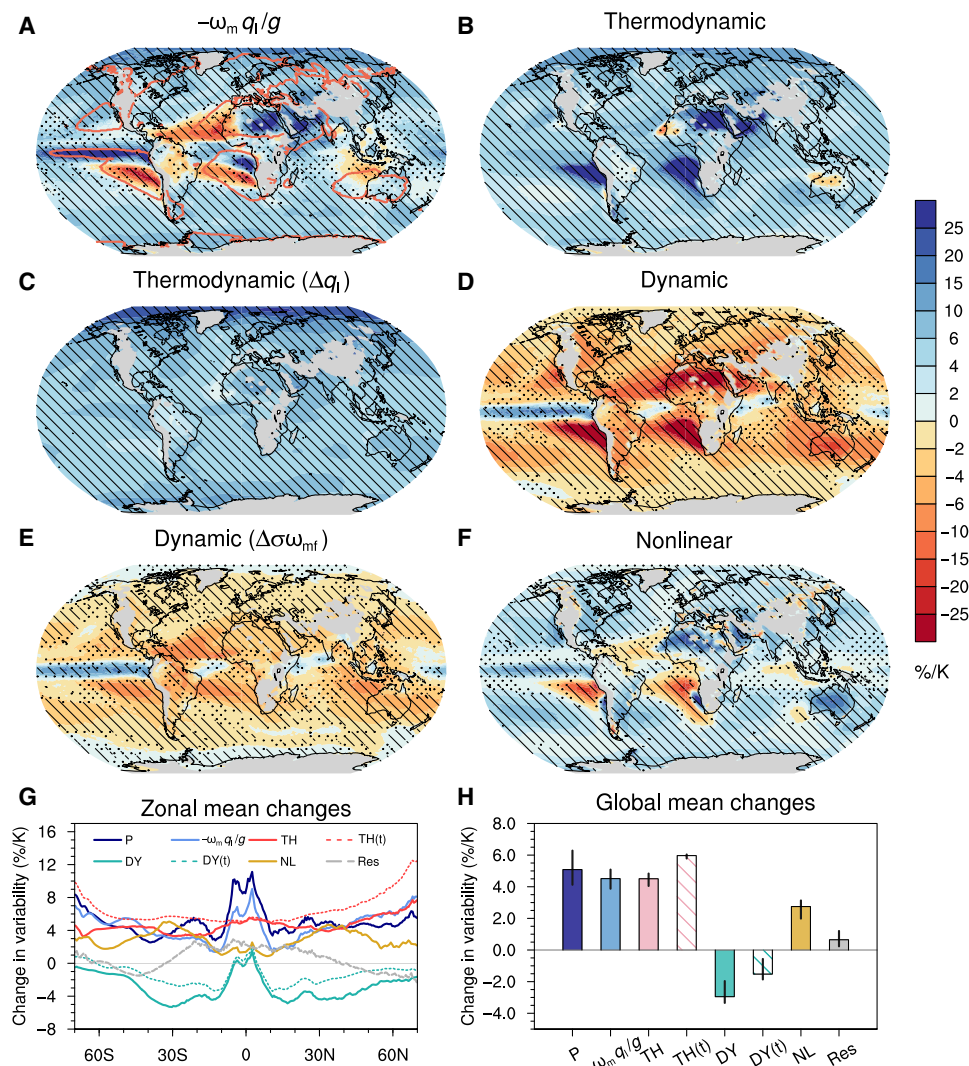 A
−ω_m q_l/g
B
Thermodynamic
C
Thermodynamic (Δq_l)
D
Dynamic
25
20
15
10
8
6
4
2
0
−2
−4
−6
−8
−10
−15
−20
−25
%/K
E
Dynamic (Δσω_mf)
F
Nonlinear
G
Zonal mean changes
Change in variability (%/K)
16
12
8
4
0
−4
−8
P
−ω_m q_l/g
TH
TH(t)
DY
DY(t)
NL
Res
60S
30S
0
30N
60N
H
Global mean changes
Change in variability (%/K)
8.0
6.0
4.0
2.0
0.0
−2.0
−4.0
P
ω_m q_l/g
TH
TH(t)
DY
DY(t)
NL
Res